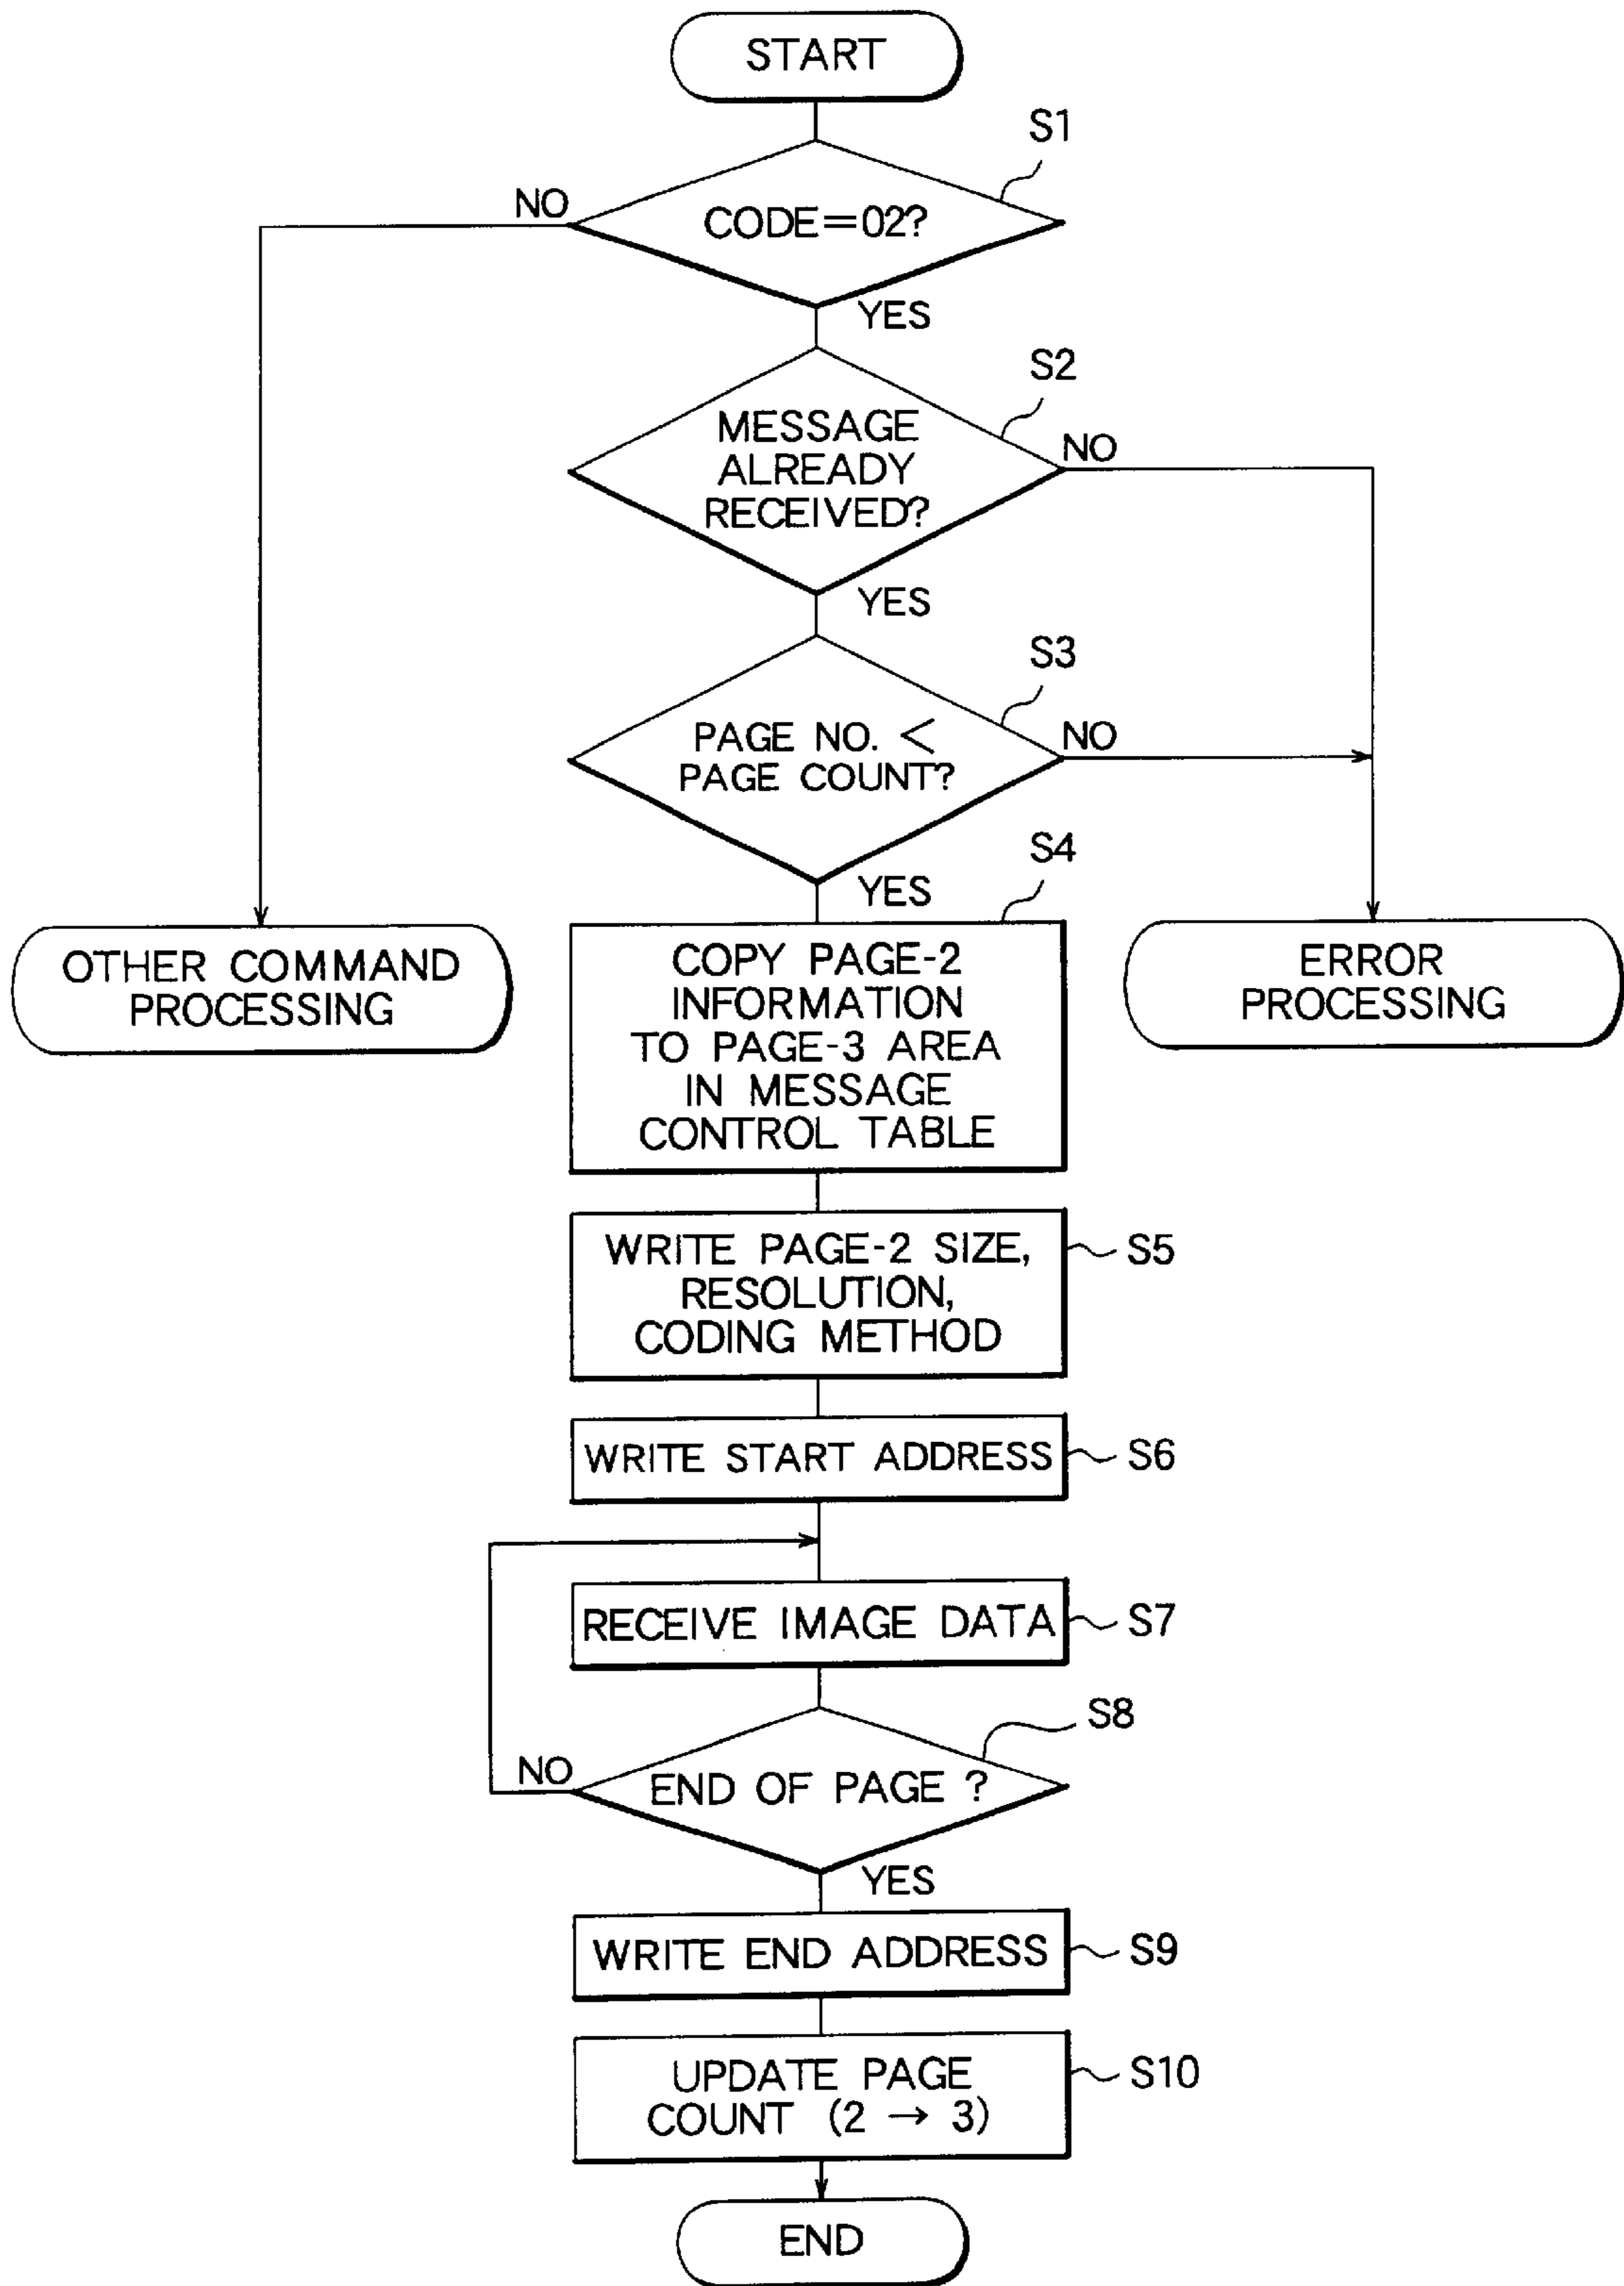 START
S1
NO
CODE=02?
YES
S2
MESSAGE
ALREADY
RECEIVED?
NO
YES
S3
PAGE NO. <
PAGE COUNT?
NO
S4
YES
OTHER COMMAND
PROCESSING
COPY PAGE-2
INFORMATION
TO PAGE-3 AREA
IN MESSAGE
CONTROL TABLE
ERROR
PROCESSING
WRITE PAGE-2 SIZE,
RESOLUTION,
CODING METHOD
S5
WRITE START ADDRESS
S6
RECEIVE IMAGE DATA
S7
S8
NO
END OF PAGE ?
YES
WRITE END ADDRESS
S9
UPDATE PAGE
COUNT (2 → 3)
S10
END